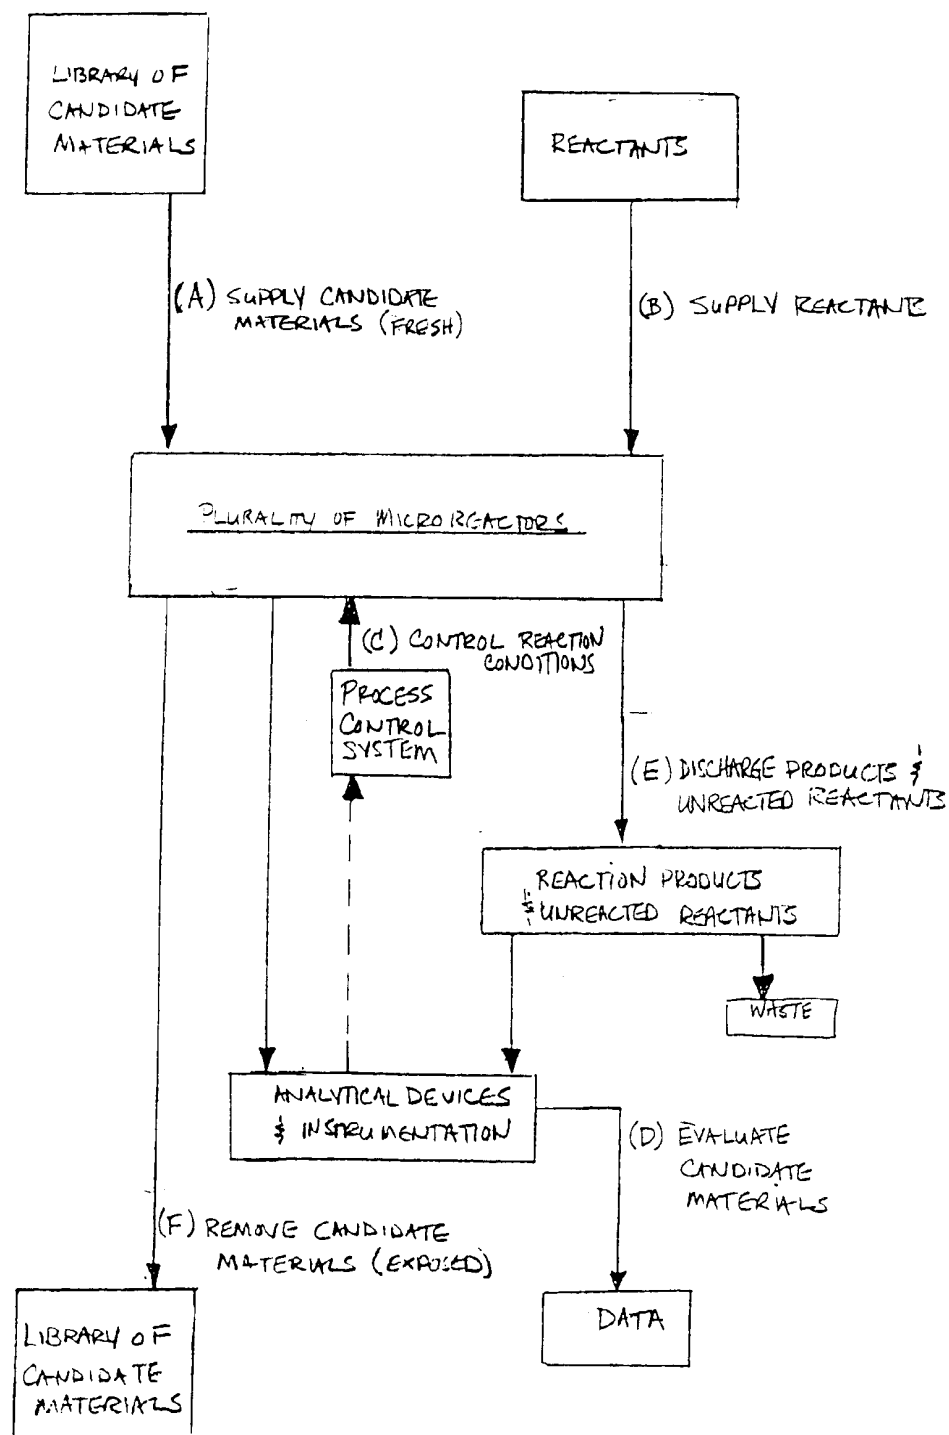 LIBRARY OF
CANDIDATE
MATERIALS
REACTANTS
(A) SUPPLY CANDIDATE
MATERIALS (FRESH)
(B) SUPPLY REACTANTS
PLURALITY OF MICROREACTORS
(C) CONTROL REACTION
CONDITIONS
PROCESS
CONTROL
SYSTEM
(E) DISCHARGE PRODUCTS &
UNREACTED REACTANTS
REACTION PRODUCTS
& UNREACTED REACTANTS
WASTE
ANALYTICAL DEVICES
& INSTRUMENTATION
(D) EVALUATE
CANDIDATE
MATERIALS
(F) REMOVE CANDIDATE
MATERIALS (EXPOSED)
DATA
LIBRARY OF
CANDIDATE
MATERIALS